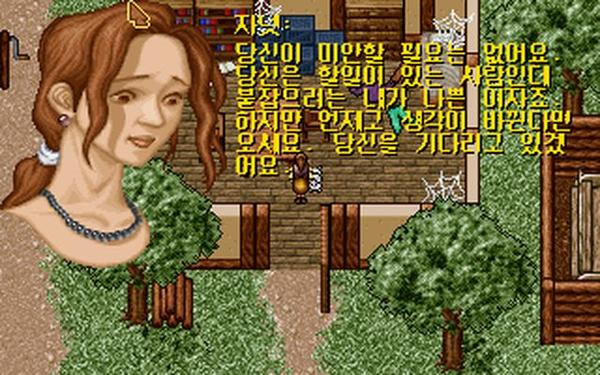 자넷:
당신이 미안할 필요는 없어요.
당신은 할일이 있는 사람인데
붙잡으려는 내가 나쁜 여자죠.
하지만 언제고 생각이 바뀐다면
오세요. 당신을 기다리고 있겠
어요.